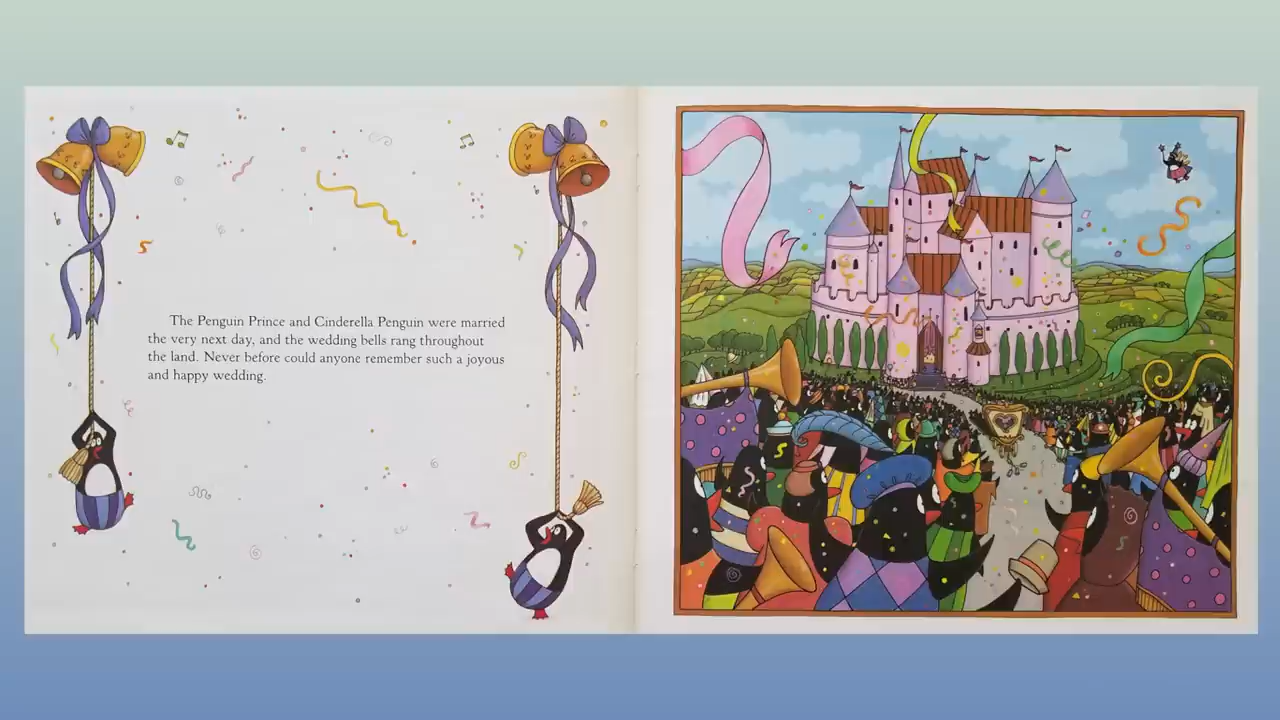 The Penguin Prince and Cinderella Penguin were married
the very next day, and the wedding bells rang throughout
the land. Never before could anyone remember such a joyous
and happy wedding.